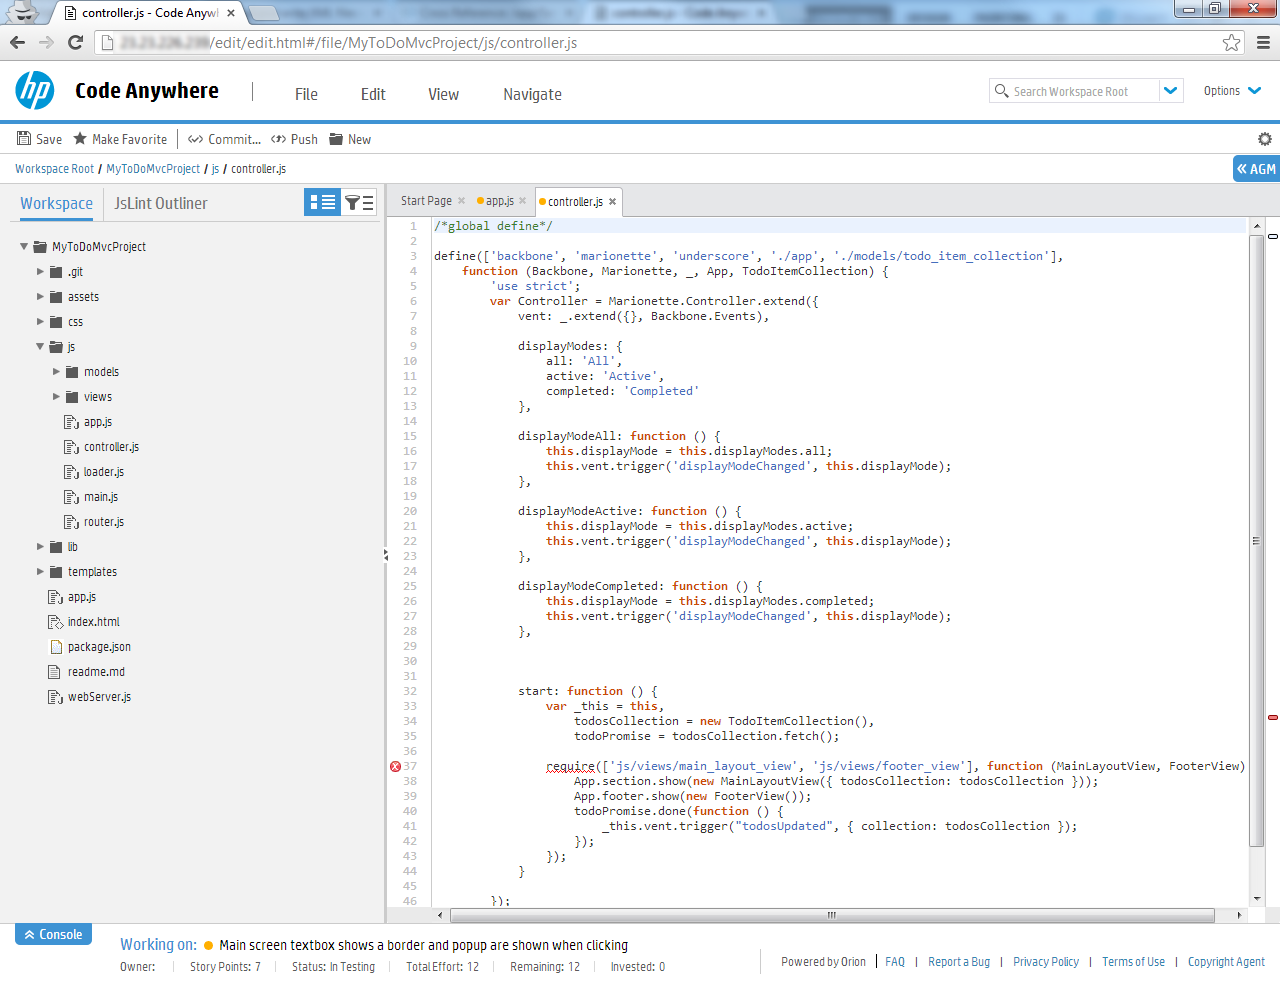 controller.js - Code Anywh
/edit/edit.html#/file/MyToDoMvcProject/js/controller.js
hp Code Anywhere File Edit View Navigate Search Workspace Root Options
Save Make Favorite Commit... Push New
Workspace Root / MyToDoMvcProject / js / controller.js
AGM
Workspace JsLint Outliner
Start Page app.js controller.js
MyToDoMvcProject
.git
assets
css
js
models
views
app.js
controller.js
loader.js
main.js
router.js
lib
templates
app.js
index.html
package.json
readme.md
webServer.js
1 /*global define*/
2
3 define(['backbone', 'marionette', 'underscore', './app', './models/todo_item_collection'],
4 function (Backbone, Marionette, _, App, TodoItemCollection) {
5 'use strict';
6 var Controller = Marionette.Controller.extend({
7 vent: _.extend({}, Backbone.Events),
8
9 displayModes: {
10 all: 'All',
11 active: 'Active',
12 completed: 'Completed'
13 },
14
15 displayModeAll: function () {
16 this.displayMode = this.displayModes.all;
17 this.vent.trigger('displayModeChanged', this.displayMode);
18 },
19
20 displayModeActive: function () {
21 this.displayMode = this.displayModes.active;
22 this.vent.trigger('displayModeChanged', this.displayMode);
23 },
24
25 displayModeCompleted: function () {
26 this.displayMode = this.displayModes.completed;
27 this.vent.trigger('displayModeChanged', this.displayMode);
28 },
29
30
31
32 start: function () {
33 var _this = this,
34 todosCollection = new TodoItemCollection(),
35 todoPromise = todosCollection.fetch();
36
37 require(['js/views/main_layout_view', 'js/views/footer_view'], function (MainLayoutView, FooterView)
38 App.section.show(new MainLayoutView({ todosCollection: todosCollection }));
39 App.footer.show(new FooterView());
40 todoPromise.done(function () {
41 _this.vent.trigger("todosUpdated", { collection: todosCollection });
42 });
43 });
44 }
45
46 });
Console
Working on: Main screen textbox shows a border and popup are shown when clicking
Owner: Story Points: 7 Status: In Testing Total Effort: 12 Remaining: 12 Invested: 0
Powered by Orion | FAQ | Report a Bug | Privacy Policy | Terms of Use | Copyright Agent